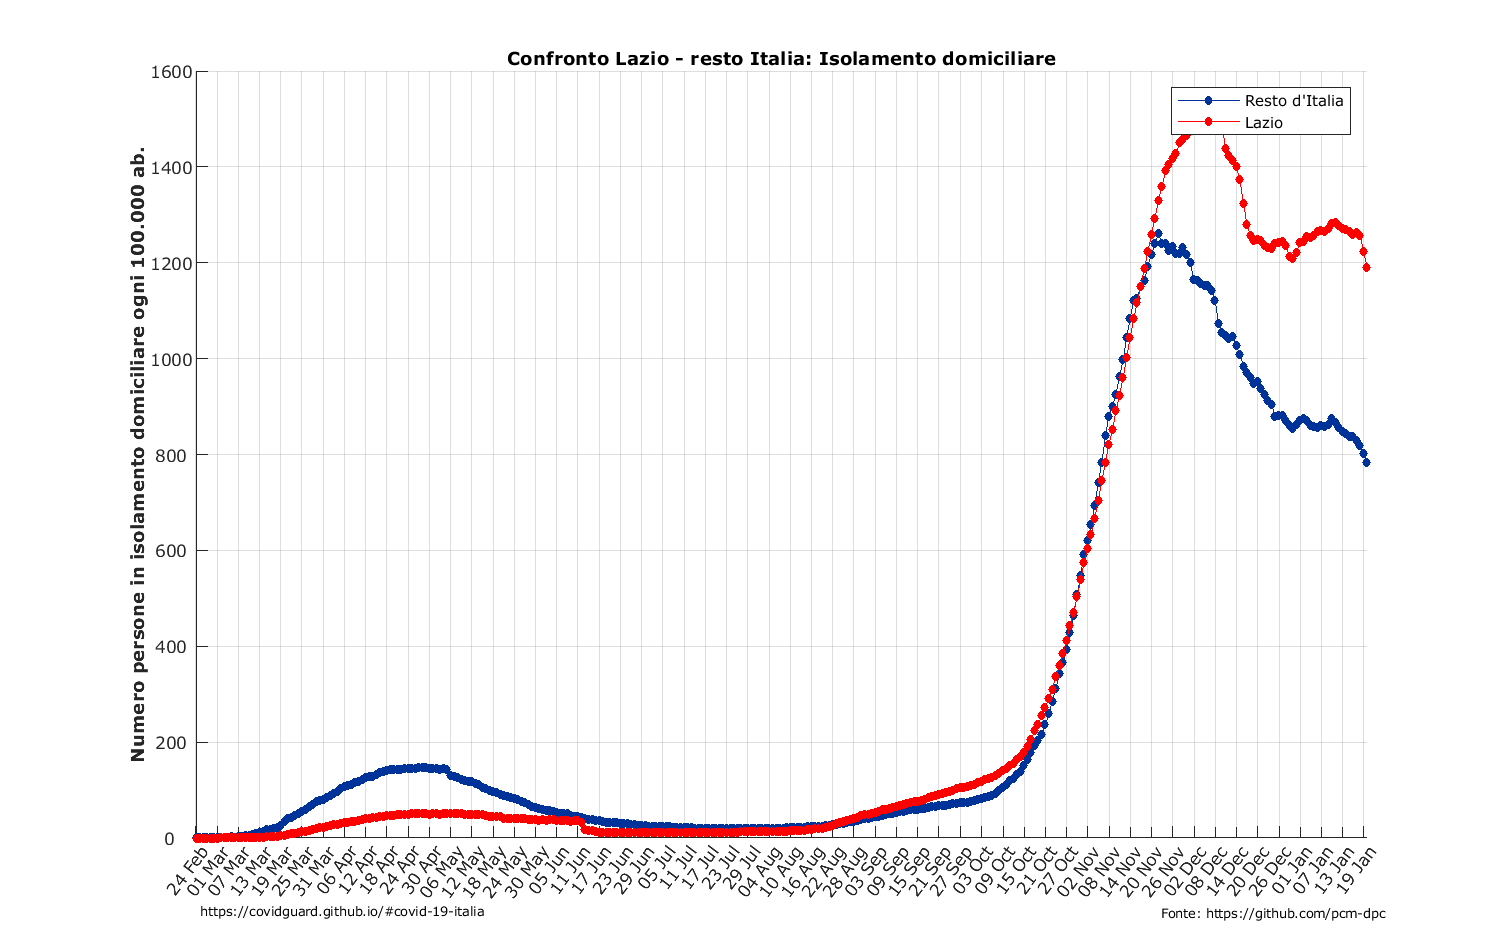 Confronto Lazio - resto Italia: Isolamento domiciliare
Numero persone in isolamento domiciliare ogni 100.000 ab.
1600
1400
1200
1000
800
600
400
200
0
Resto d'Italia
Lazio
24 Feb
01 Mar
07 Mar
13 Mar
19 Mar
25 Mar
31 Mar
06 Apr
12 Apr
18 Apr
24 Apr
30 Apr
06 May
12 May
18 May
24 May
30 May
05 Jun
11 Jun
17 Jun
23 Jun
29 Jun
05 Jul
11 Jul
17 Jul
23 Jul
29 Jul
04 Aug
10 Aug
16 Aug
22 Aug
28 Aug
03 Sep
09 Sep
15 Sep
21 Sep
27 Sep
03 Oct
09 Oct
15 Oct
21 Oct
27 Oct
02 Nov
08 Nov
14 Nov
20 Nov
26 Nov
02 Dec
08 Dec
14 Dec
20 Dec
26 Dec
01 Jan
07 Jan
13 Jan
19 Jan
https://covidguard.github.io/#covid-19-italia
Fonte: https://github.com/pcm-dpc